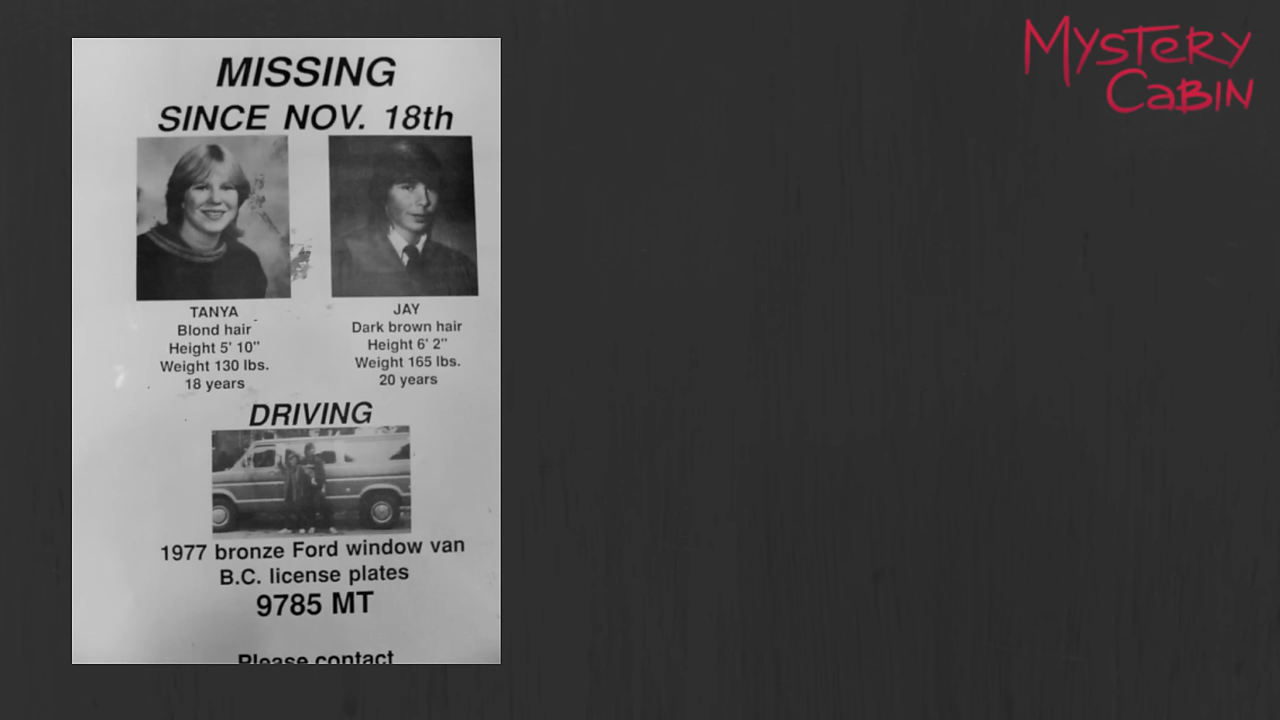 MISSING
SINCE NOV. 18th
TANYA
Blond hair
Height 5' 10"
Weight 130 lbs.
18 years
JAY
Dark brown hair
Height 6' 2"
Weight 165 lbs.
20 years
DRIVING
1977 bronze Ford window van
B.C. license plates
9785 MT
Please contact
MYSTERY
CABIN